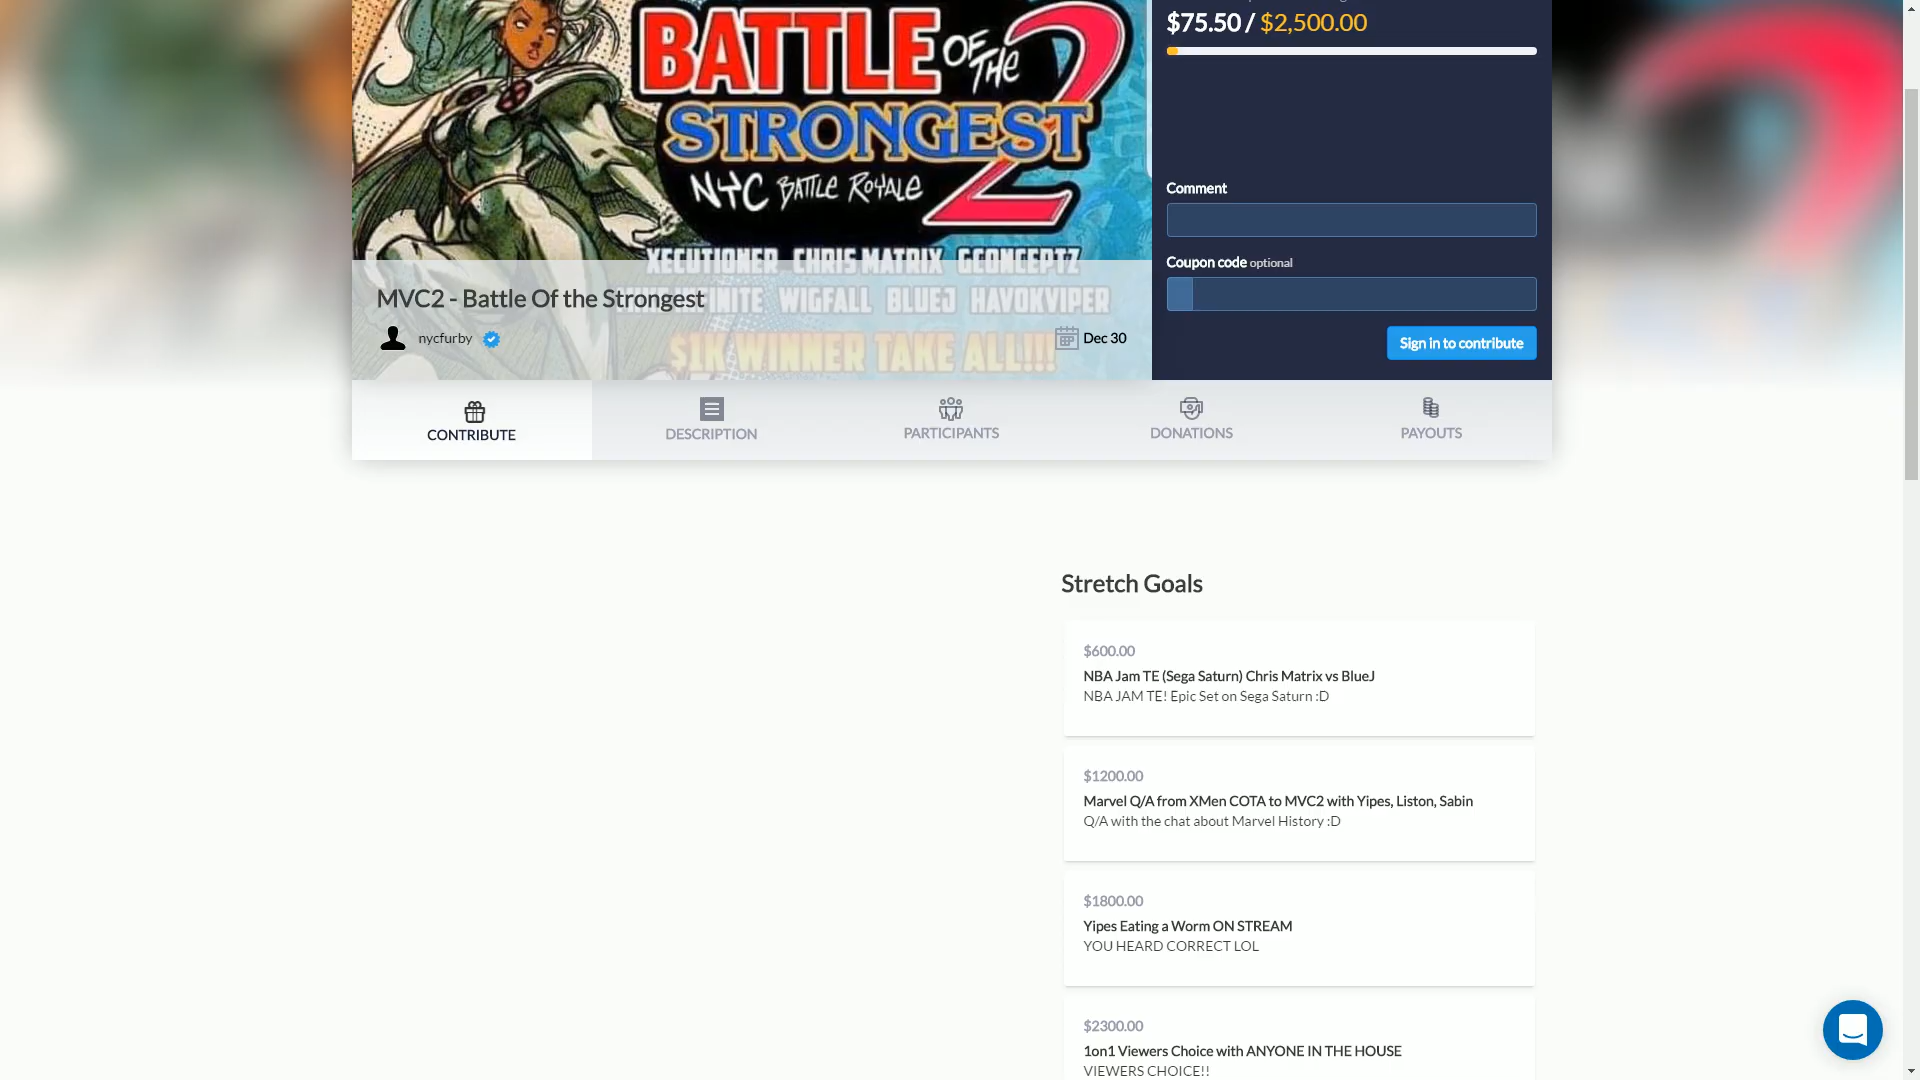 BATTLE OF THE
STRONGEST
2
NYC BATTLE ROYALE
XECUTIONER CHRIS MATRIX GCONCEPTZ
WIGFALL BLUEJ HAVOKVIPER
$1K WINNER TAKE ALL!!!
MVC2 - Battle Of the Strongest
nycfurby
Dec 30
$75.50 / $2,500.00
Comment
Coupon code optional
Sign in to contribute
CONTRIBUTE
DESCRIPTION
PARTICIPANTS
DONATIONS
PAYOUTS
Stretch Goals
$600.00
NBA Jam TE (Sega Saturn) Chris Matrix vs BlueJ
NBA JAM TE! Epic Set on Sega Saturn :D
$1200.00
Marvel Q/A from XMen COTA to MVC2 with Yipes, Liston, Sabin
Q/A with the chat about Marvel History :D
$1800.00
Yipes Eating a Worm ON STREAM
YOU HEARD CORRECT LOL
$2300.00
1on1 Viewers Choice with ANYONE IN THE HOUSE
VIEWERS CHOICE!!